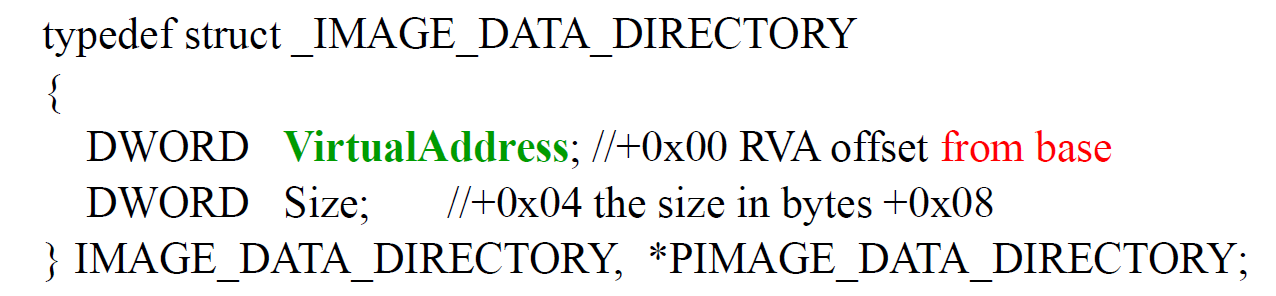 typedef struct _IMAGE_DATA_DIRECTORY
{
DWORD VirtualAddress; //+0x00 RVA offset from base
DWORD Size; //+0x04 the size in bytes +0x08
} IMAGE_DATA_DIRECTORY, *PIMAGE_DATA_DIRECTORY;